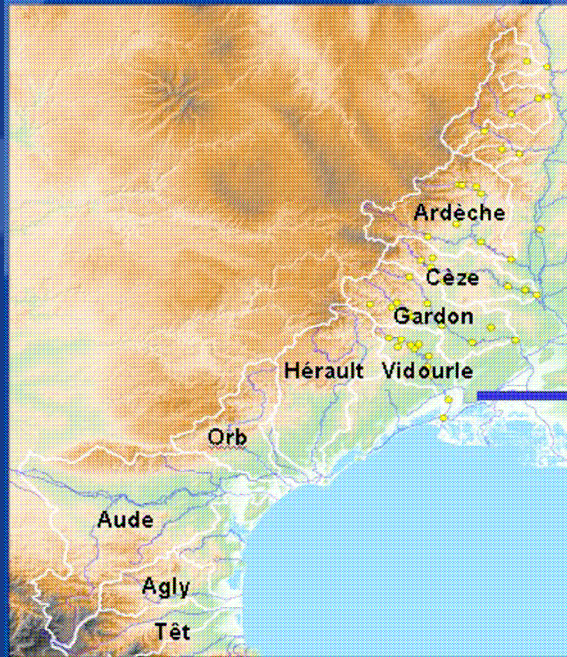 Ardèche
Cèze
Gardon
Hérault Vidourle
Orb
Aude
Agly
Têt